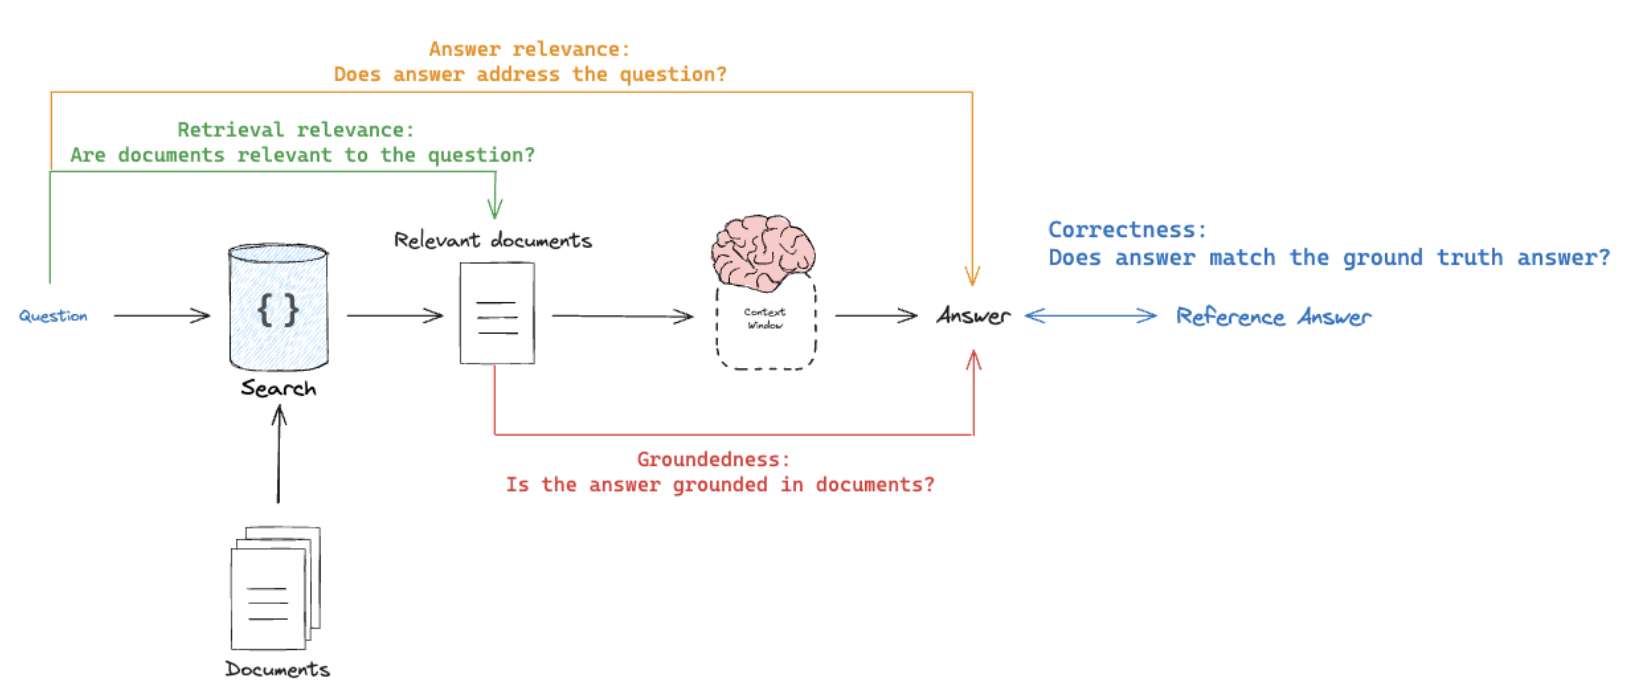 Answer relevance:
Does answer address the question?
Retrieval relevance:
Are documents relevant to the question?
Relevant documents
Correctness:
Does answer match the ground truth answer?
Question
{}
Context
Window
Answer
Reference Answer
Search
Groundedness:
Is the answer grounded in documents?
Documents